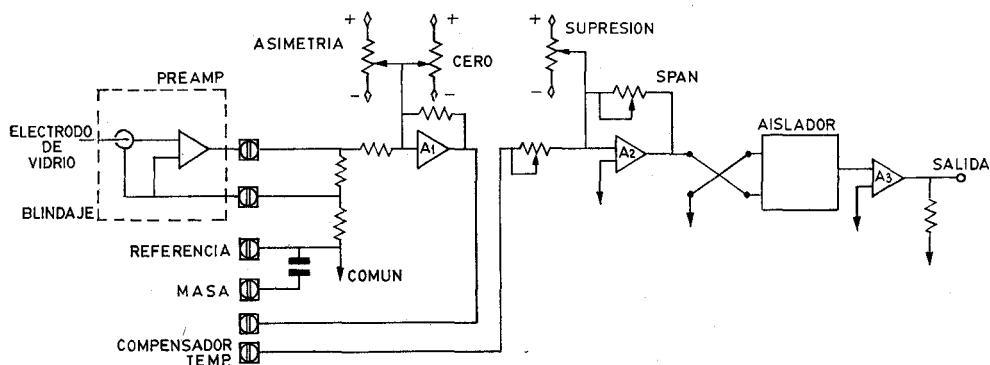 ASIMETRIA
CERO
SUPRESION
SPAN
PREAMP
ELECTRODO
DE
VIDRIO
BLINDAJE
A1
A2
AISLADOR
A3
SALIDA
REFERENCIA
COMUN
MASA
COMPENSADOR
TEMP.